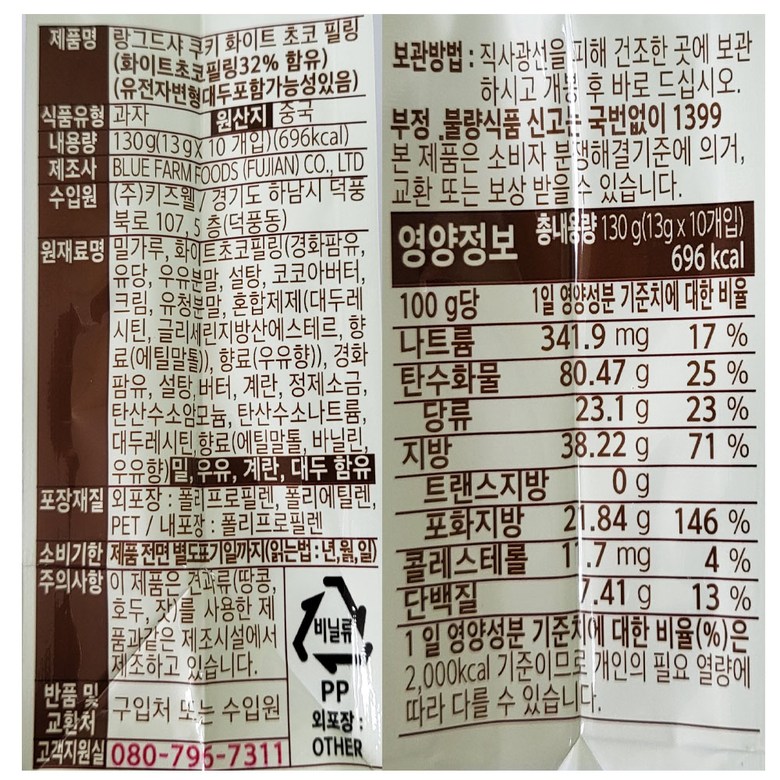 제품명 랑그드샤 쿠키 화이트 초코 필링
(화이트초코필링32% 함유)
(유전자변형대두포함가능성있음)
식품유형 과자 원산지 중국
내용량 130g(13g x 10 개입)(696kcal)
제조사 BLUE FARM FOODS (FUJIAN) CO., LTD
수입원 (주)키즈웰 / 경기도 하남시 덕풍
북로 107, 5 층(덕풍동)
원재료명 밀가루, 화이트초코필링(경화팜유,
유당, 우유분말, 설탕, 코코아버터,
크림, 유청분말, 혼합제제(대두레
시틴, 글리세린지방산에스테르, 향
료(에틸말톨)), 향료(우유향)), 경화
팜유, 설탕, 버터, 계란, 정제소금,
탄산수소암모늄, 탄산수소나트륨,
대두레시틴, 향료(에틸말톨, 바닐린,
우유향) 밀, 우유, 계란, 대두 함유
포장재질 외포장 : 폴리프로필렌, 폴리에틸렌,
PET / 내포장 : 폴리프로필렌
소비기한 제품 전면 별도표기일까지(읽는법 : 년,월,일)
주의사항 이 제품은 견과류(땅콩,
호두, 잣)를 사용한 제
품과같은 제조시설에서
제조하고 있습니다.
비닐류
PP
외포장 :
OTHER
반품 및
교환처 구입처 또는 수입원
고객지원실 080-796-7311
보관방법 : 직사광선을 피해 건조한 곳에 보관
하시고 개봉 후 바로 드십시오.
부정 불량식품 신고는 국번없이 1399
본 제품은 소비자 분쟁해결기준에 의거,
교환 또는 보상 받을 수 있습니다.
영양정보 총내용량 130 g(13g x 10개입)
696 kcal
100 g당 1일 영양성분 기준치에 대한 비율
나트륨 341.9 mg 17 %
탄수화물 80.47 g 25 %
당류 23.1 g 23 %
지방 38.22 g 71 %
트랜스지방 0 g
포화지방 21.84 g 146 %
콜레스테롤 mg 4 %
단백질 7.41 g 13 %
1 일 영양성분 기준치에 대한 비율(%)은
2,000kcal 기준이므로 개인의 필요 열량에
따라 다를 수 있습니다.